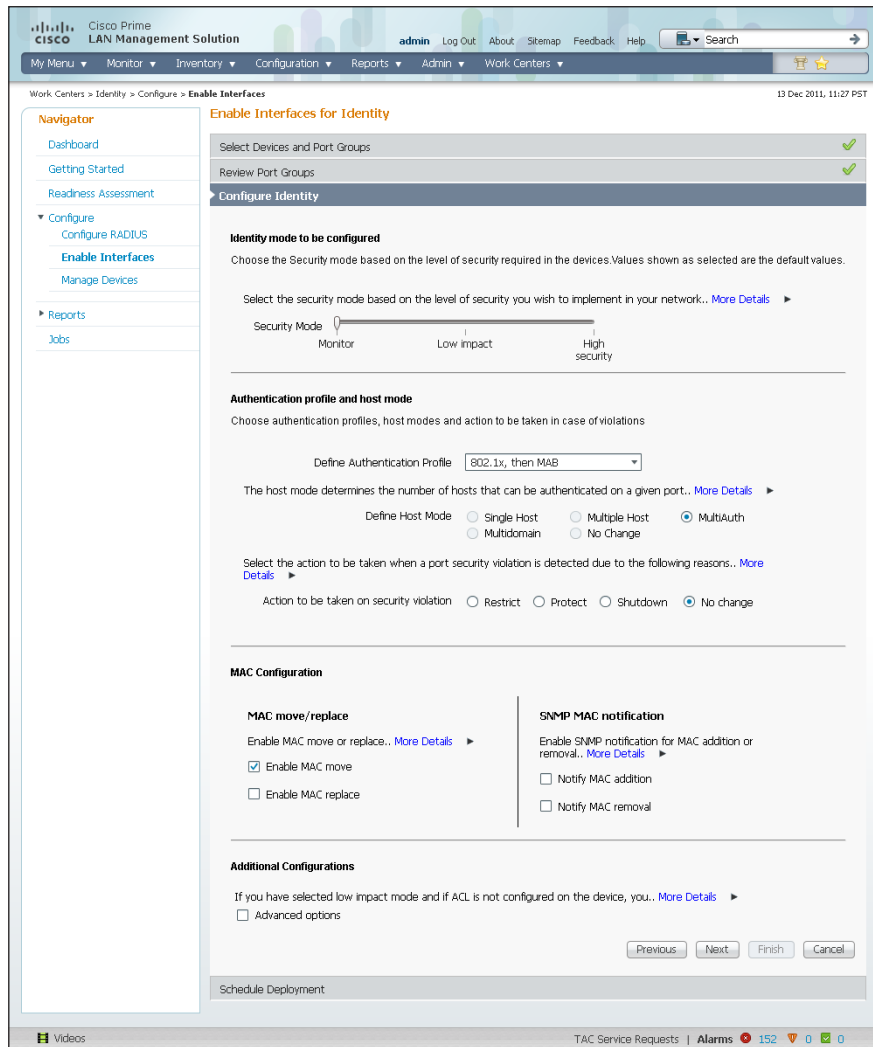 Cisco Prime
CISCO LAN Management Solution
admin Log Out About Sitemap Feedback Help Search
My Menu Monitor Inventory Configuration Reports Admin Work Centers
Work Centers > Identity > Configure > Enable Interfaces
13 Dec 2011, 11:27 PST
Navigator
Dashboard
Getting Started
Readiness Assessment
Configure
Configure RADIUS
Enable Interfaces
Manage Devices
Reports
Jobs
Enable Interfaces for Identity
Select Devices and Port Groups
Review Port Groups
Configure Identity
Identity mode to be configured
Choose the Security mode based on the level of security required in the devices.Values shown as selected are the default values.
Select the security mode based on the level of security you wish to implement in your network.. More Details
Security Mode
Monitor Low impact High
security
Authentication profile and host mode
Choose authentication profiles, host modes and action to be taken in case of violations
Define Authentication Profile 802.1x, then MAB
The host mode determines the number of hosts that can be authenticated on a given port.. More Details
Define Host Mode Single Host Multiple Host MultiAuth
Multidomain No Change
Select the action to be taken when a port security violation is detected due to the following reasons.. More
Details
Action to be taken on security violation Restrict Protect Shutdown No change
MAC Configuration
MAC move/replace
Enable MAC move or replace.. More Details
Enable MAC move
Enable MAC replace
SNMP MAC notification
Enable SNMP notification for MAC addition or
removal.. More Details
Notify MAC addition
Notify MAC removal
Additional Configurations
If you have selected low impact mode and if ACL is not configured on the device, you.. More Details
Advanced options
Previous Next Finish Cancel
Schedule Deployment
Videos
TAC Service Requests | Alarms 152 0 0